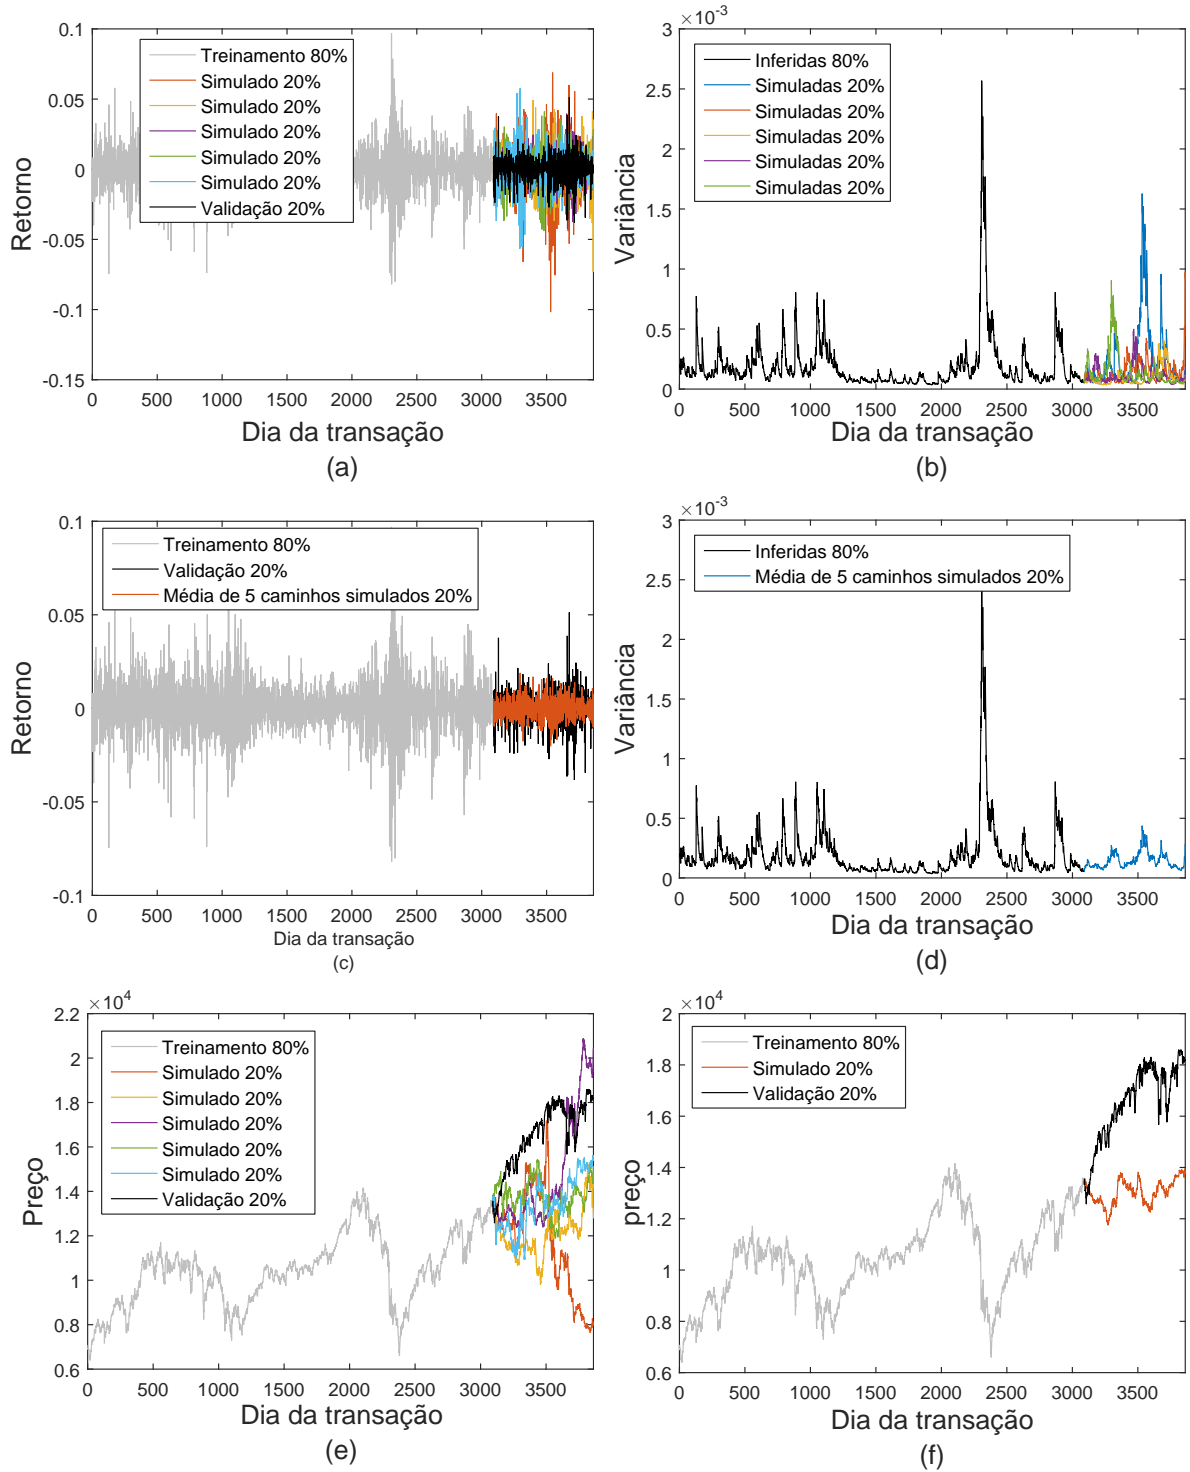 0.1
0.05
0
-0.05
-0.1
-0.15
Retorno
Treinamento 80%
Simulado 20%
Simulado 20%
Simulado 20%
Simulado 20%
Simulado 20%
Validação 20%
0 500 1000 1500 2000 2500 3000 3500
Dia da transação
(a)
×10⁻³
3
2.5
2
1.5
1
0.5
0
Variância
Inferidas 80%
Simuladas 20%
Simuladas 20%
Simuladas 20%
Simuladas 20%
Simuladas 20%
0 500 1000 1500 2000 2500 3000 3500
Dia da transação
(b)
0.1
0.05
0
-0.05
-0.1
Retorno
Treinamento 80%
Validação 20%
Média de 5 caminhos simulados 20%
0 500 1000 1500 2000 2500 3000 3500
Dia da transação
(c)
×10⁻³
3
2.5
2
1.5
1
0.5
0
Variância
Inferidas 80%
Média de 5 caminhos simulados 20%
0 500 1000 1500 2000 2500 3000 3500
Dia da transação
(d)
×10⁴
2.2
2
1.8
1.6
1.4
1.2
1
0.8
0.6
Preço
Treinamento 80%
Simulado 20%
Simulado 20%
Simulado 20%
Simulado 20%
Simulado 20%
Validação 20%
0 500 1000 1500 2000 2500 3000 3500
Dia da transação
(e)
×10⁴
2
1.8
1.6
1.4
1.2
1
0.8
0.6
preço
Treinamento 80%
Simulado 20%
Validação 20%
0 500 1000 1500 2000 2500 3000 3500
Dia da transação
(f)